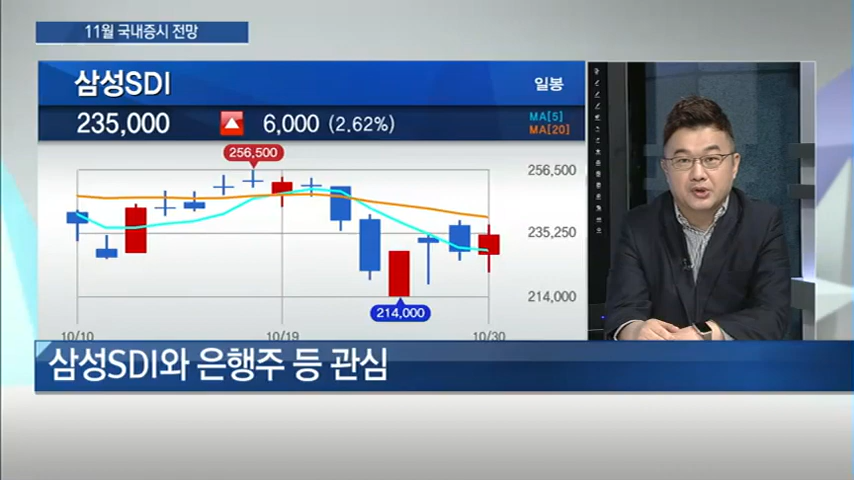 11월 국내증시 전망
삼성SDI
일봉
235,000 6,000 (2.62%)
MA[5]
MA[20]
256,500
256,500
235,250
214,000
214,000
10/10 10/19 10/30
삼성SDI와 은행주 등 관심